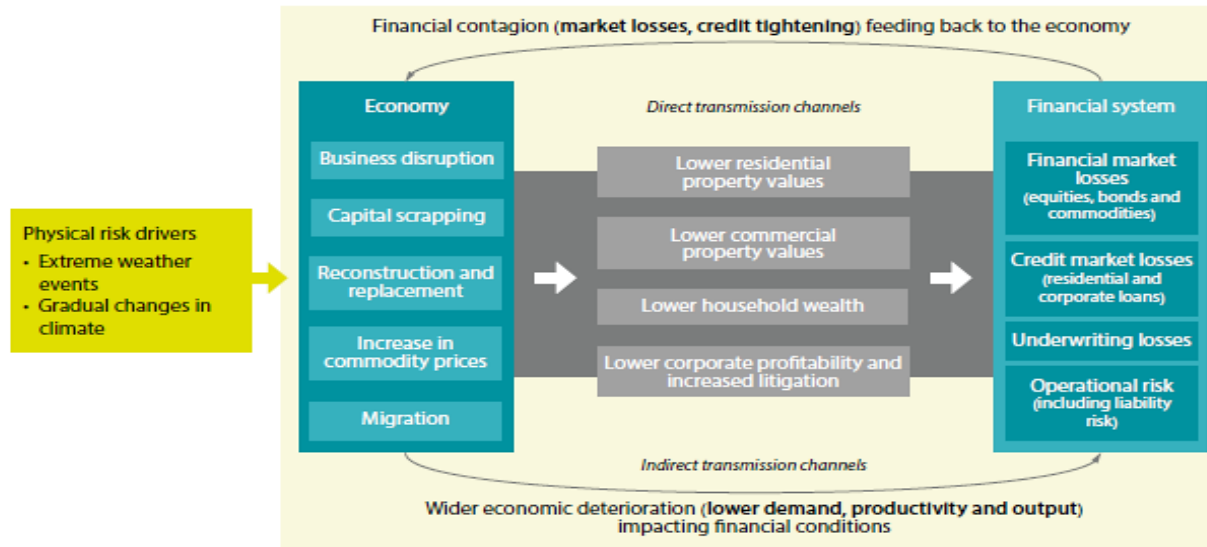 Financial contagion (market losses, credit tightening) feeding back to the economy
Economy
Direct transmission channels
Financial system
Business disruption
Capital scrapping
Reconstruction and
replacement
Increase in
commodity prices
Migration
Physical risk drivers
• Extreme weather
events
• Gradual changes in
climate
Lower residential
property values
Lower commercial
property values
Lower household wealth
Lower corporate profitability and
increased litigation
Financial market
losses
(equities, bonds and
commodities)
Credit market losses
(residential and
corporate loans)
Underwriting losses
Operational risk
(including liability
risk)
Indirect transmission channels
Wider economic deterioration (lower demand, productivity and output)
impacting financial conditions